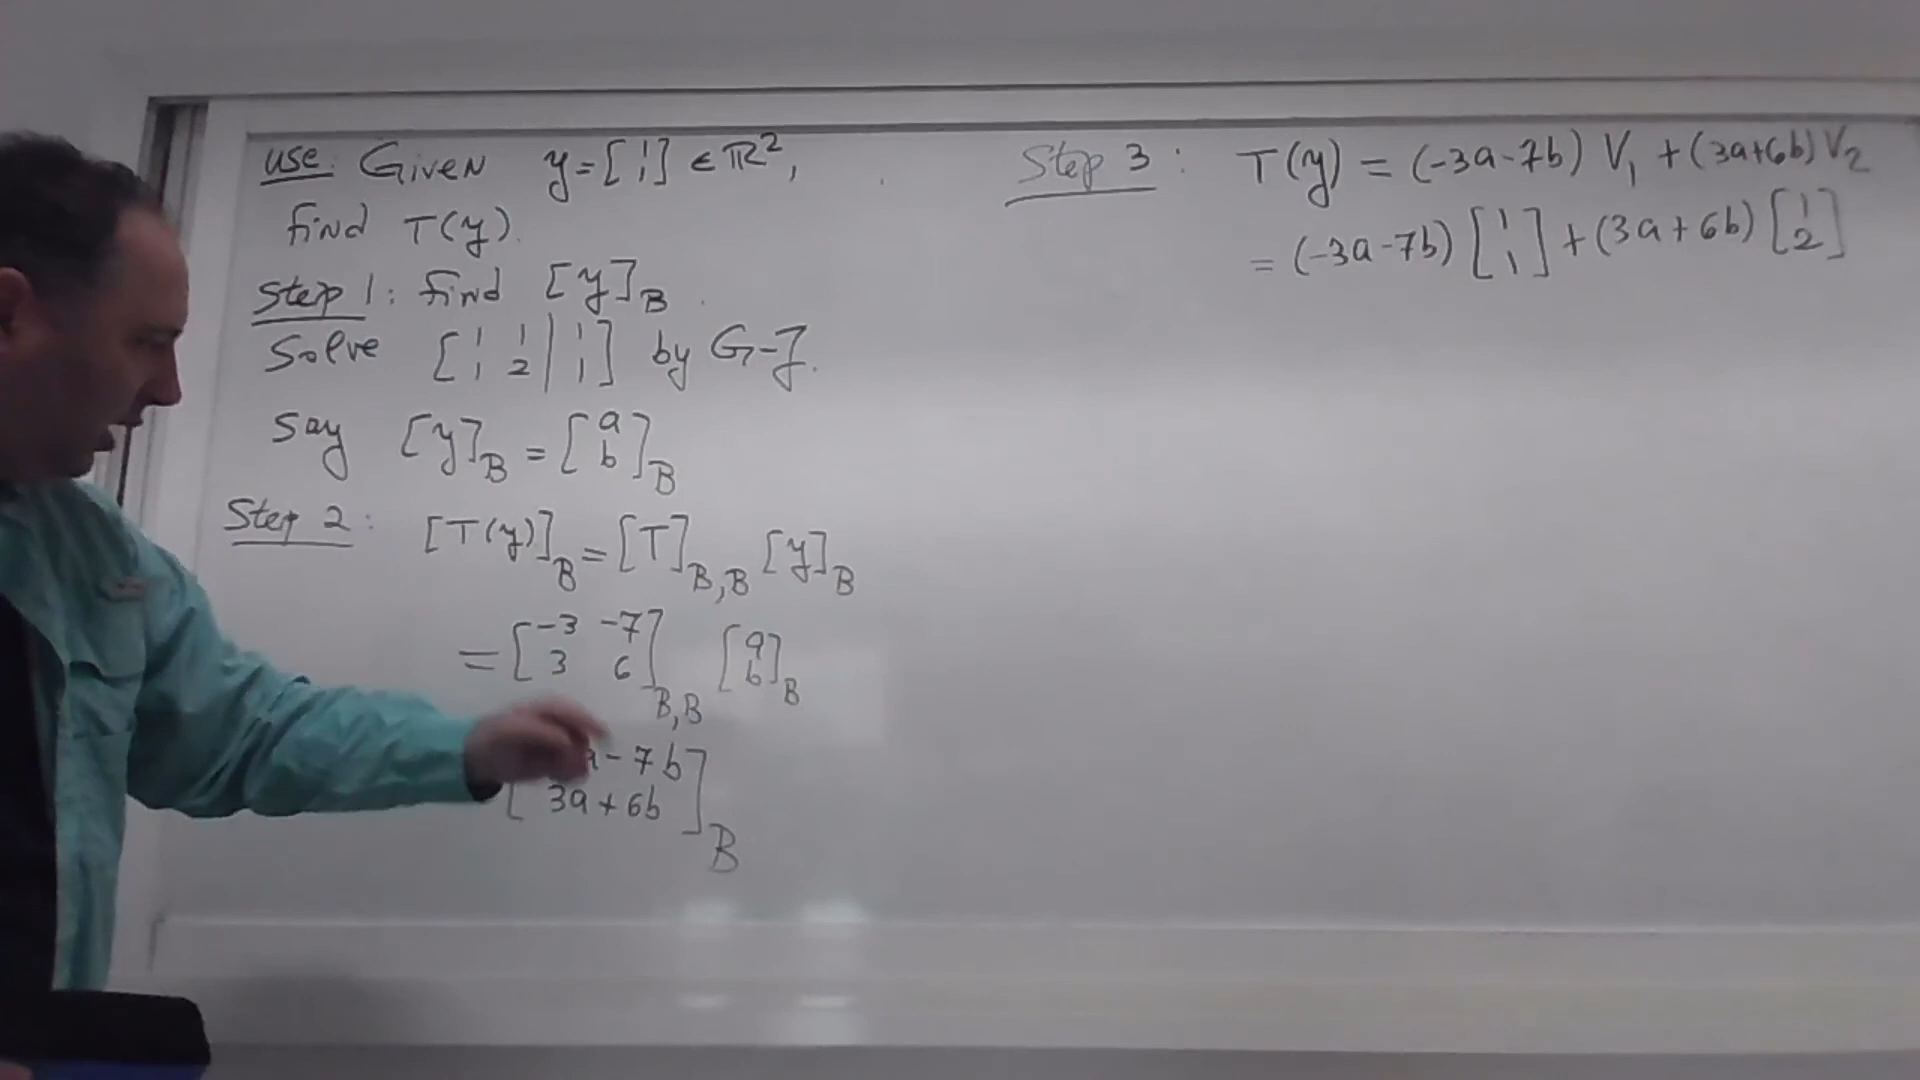 use: Given y = [1 1] ∈ ℝ²,
find T(y).
Step 1: find [y]_B.
Solve [1 1 | 1; 1 2 | 1] by G-J.
Say [y]_B = [a b]_B
Step 2: [T(y)]_B = [T]_B,B [y]_B
= [-3 -7; 3 6]_B,B [a b]_B
a - 7b
[3a + 6b]_B
Step 3: T(y) = (-3a-7b) V₁ + (3a+6b) V₂
= (-3a-7b) [1 1] + (3a+6b) [1 2]